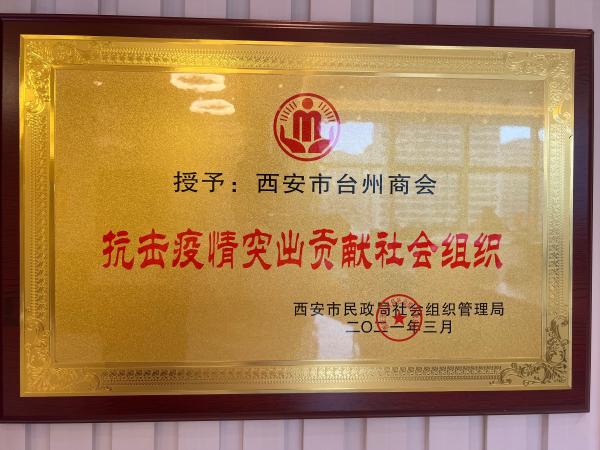 授予：西安市台州商会
抗击疫情突出贡献社会组织
西安市民政局社会组织管理局
二〇二一年三月